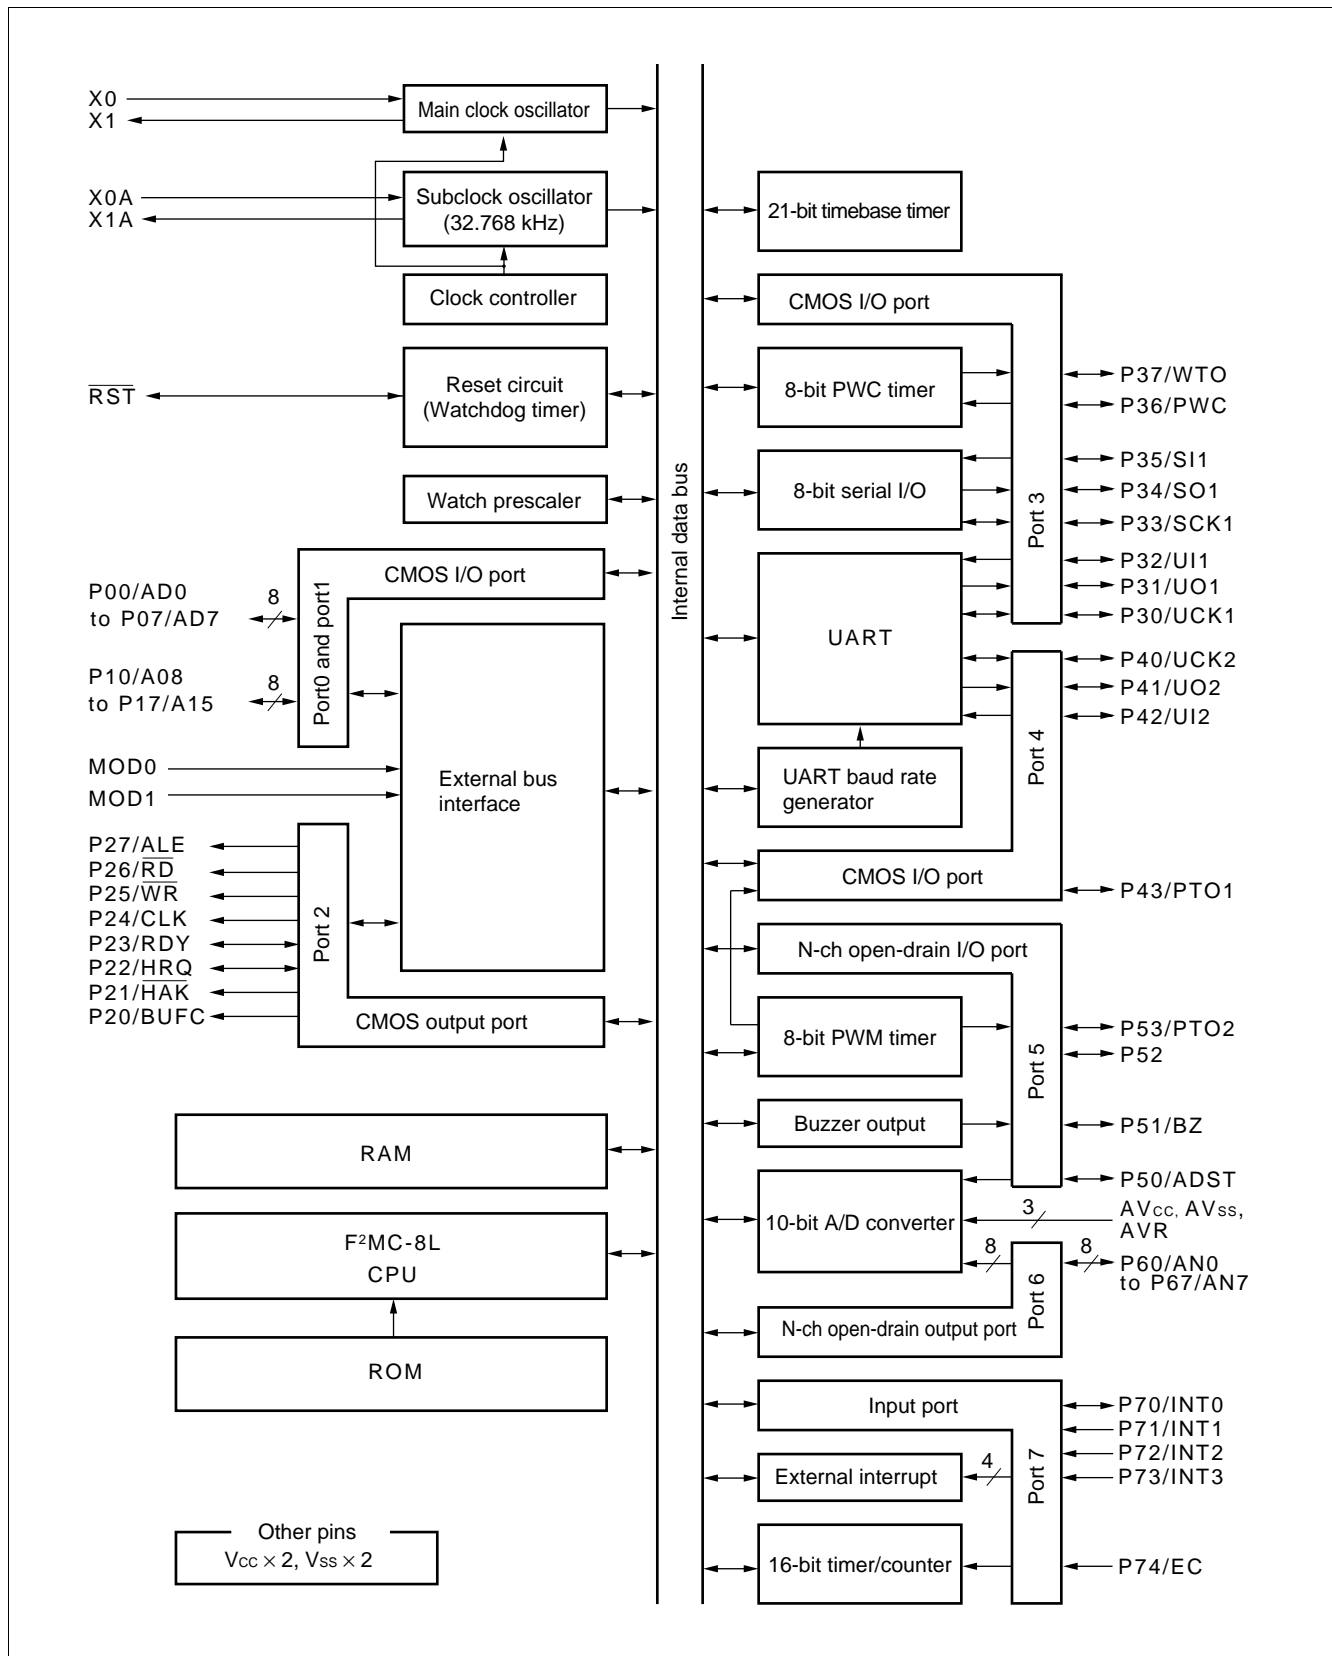 X0
X1
Main clock oscillator
X0A
X1A
Subclock oscillator
(32.768 kHz)
Clock controller
RST
Reset circuit
(Watchdog timer)
Watch prescaler
CMOS I/O port
P00/AD0
to P07/AD7
8
P10/A08
to P17/A15
8
Port0 and port1
MOD0
MOD1
External bus
interface
P27/ALE
P26/RD
P25/WR
P24/CLK
P23/RDY
P22/HRQ
P21/HAK
P20/BUFC
Port 2
CMOS output port
RAM
F²MC-8L
CPU
ROM
Other pins
Vcc × 2, Vss × 2
Internal data bus
21-bit timebase timer
CMOS I/O port
8-bit PWC timer
8-bit serial I/O
Port 3
P37/WTO
P36/PWC
P35/SI1
P34/SO1
P33/SCK1
P32/UI1
P31/UO1
P30/UCK1
UART
P40/UCK2
P41/UO2
P42/UI2
Port 4
UART baud rate
generator
CMOS I/O port
P43/PTO1
N-ch open-drain I/O port
8-bit PWM timer
Port 5
P53/PTO2
P52
Buzzer output
P51/BZ
P50/ADST
10-bit A/D converter
3
AVcc, AVss,
AVR
8
8
P60/AN0
to P67/AN7
Port 6
N-ch open-drain output port
Input port
P70/INT0
P71/INT1
P72/INT2
P73/INT3
External interrupt
4
Port 7
16-bit timer/counter
P74/EC